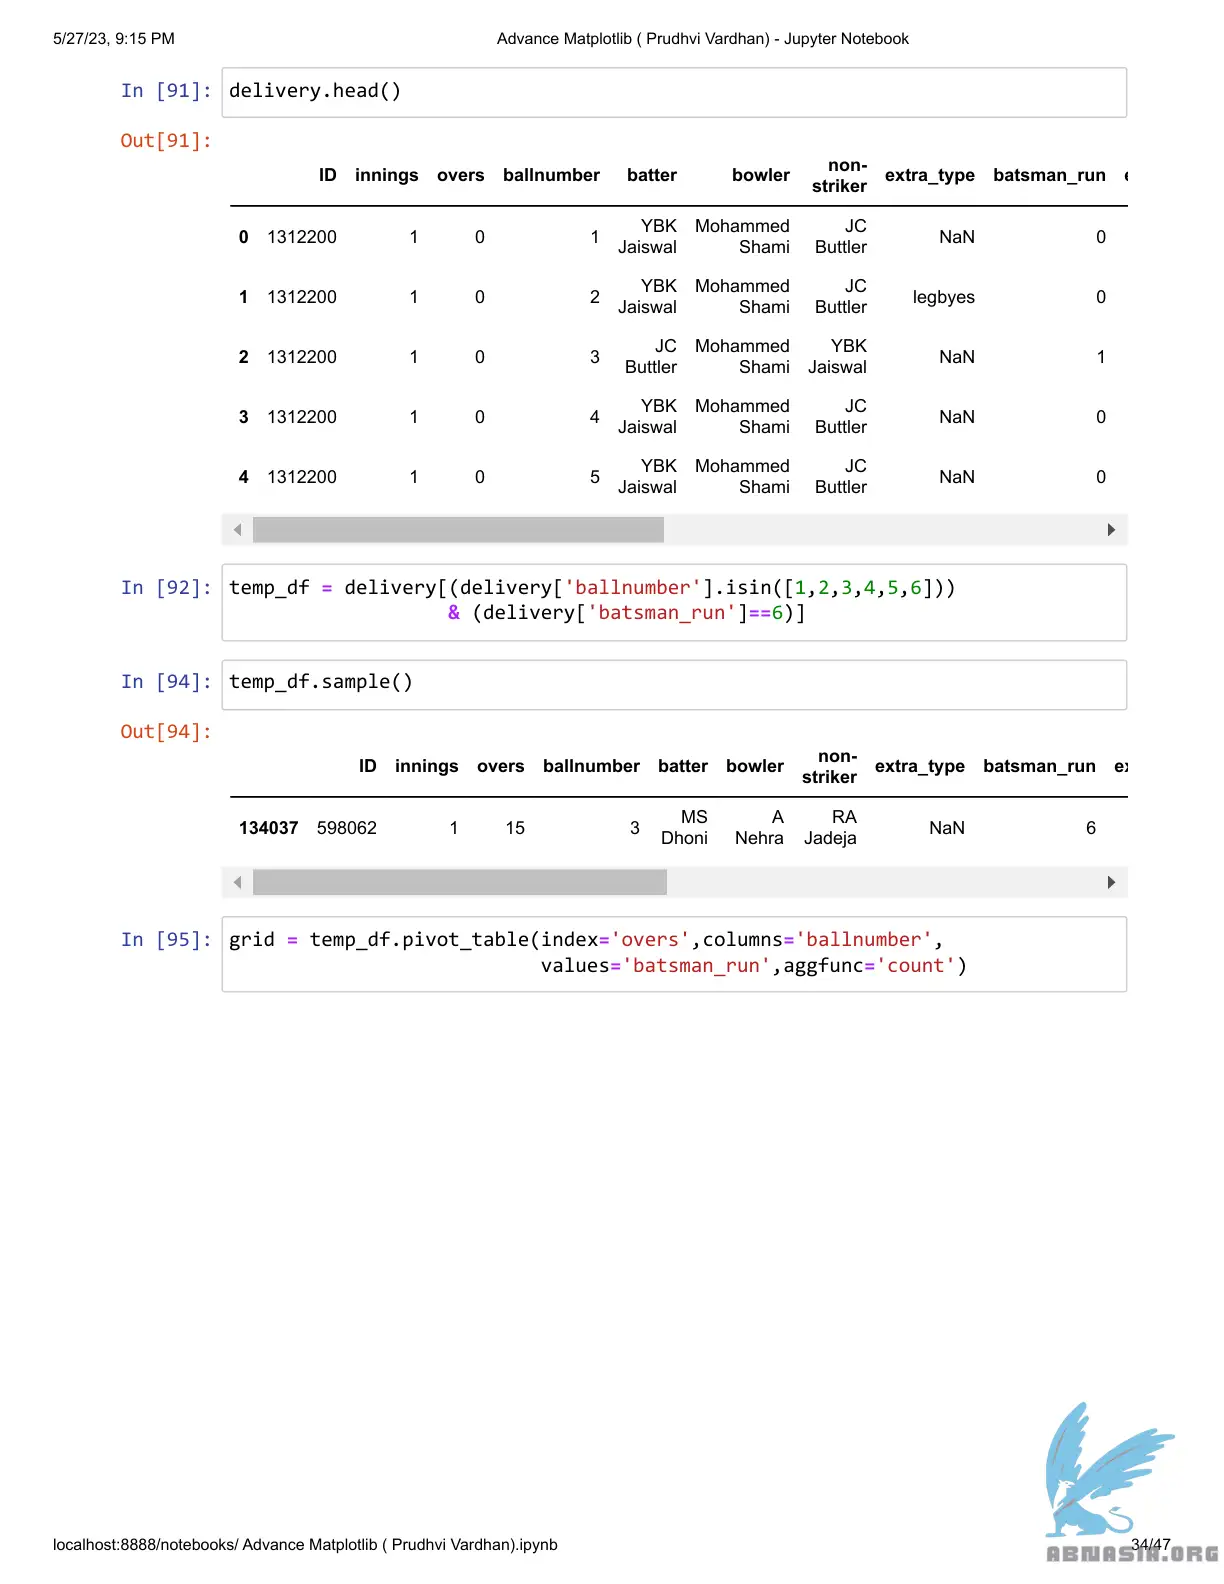 5/27/23, 9:15 PM Advance Matplotlib ( Prudhvi Vardhan) - Jupyter Notebook
In [91]: delivery.head()
Out[91]:
ID innings overs ballnumber batter bowler non-striker extra_type batsman_run
0 1312200 1 0 1 YBK Jaiswal Mohammed Shami JC Buttler NaN 0
1 1312200 1 0 2 YBK Jaiswal Mohammed Shami JC Buttler legbyes 0
2 1312200 1 0 3 JC Buttler Mohammed Shami YBK Jaiswal NaN 1
3 1312200 1 0 4 YBK Jaiswal Mohammed Shami JC Buttler NaN 0
4 1312200 1 0 5 YBK Jaiswal Mohammed Shami JC Buttler NaN 0
In [92]: temp_df = delivery[(delivery['ballnumber'].isin([1,2,3,4,5,6]))
& (delivery['batsman_run']==6)]
In [94]: temp_df.sample()
Out[94]:
ID innings overs ballnumber batter bowler non-striker extra_type batsman_run
134037 598062 1 15 3 MS Dhoni A Nehra RA Jadeja NaN 6
In [95]: grid = temp_df.pivot_table(index='overs',columns='ballnumber',
values='batsman_run',aggfunc='count')
localhost:8888/notebooks/ Advance Matplotlib ( Prudhvi Vardhan).ipynb 34/47
ABNASIA.ORG